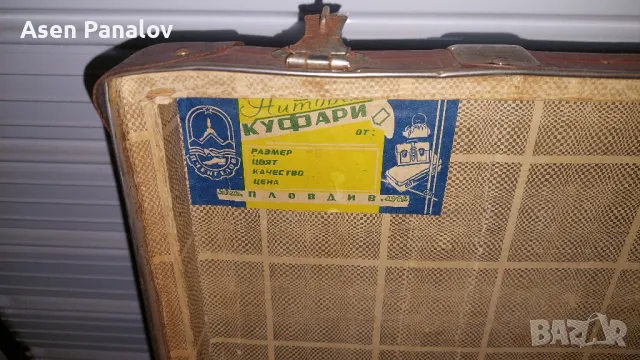 Asen Panalov
КУФАРИ
ОТ:
РАЗМЕР
ЦВЯТ
КАЧЕСТВО
ЦЕНА
ПЛОВДИВ
BAZAR